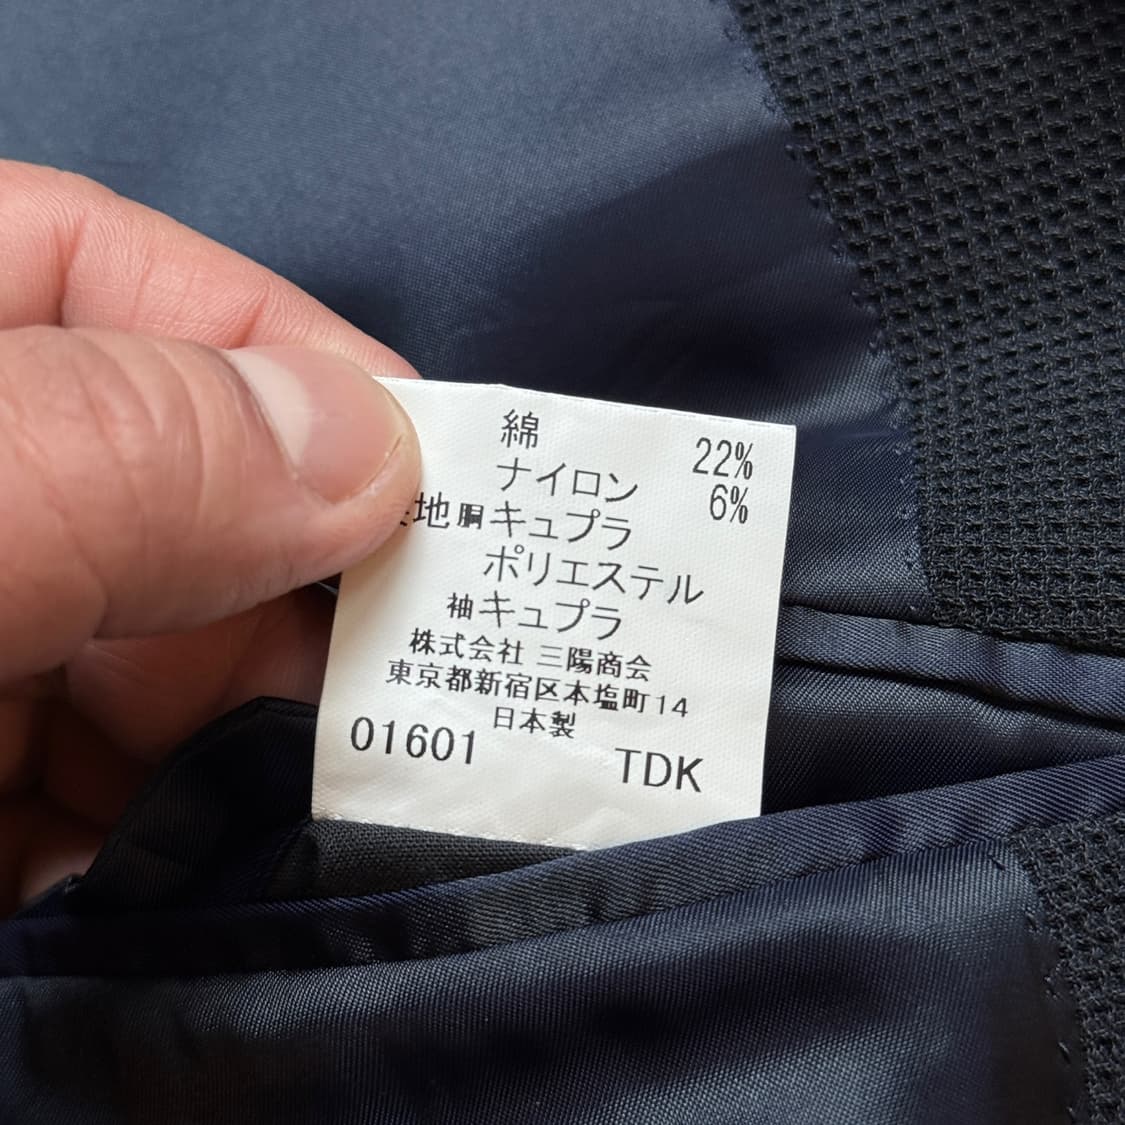 綿 22%
ナイロン 6%
地 胴 キュプラ
ポリエステル
袖 キュプラ
株式会社 三陽商会
東京都新宿区本塩町14
日本製
01601 TDK